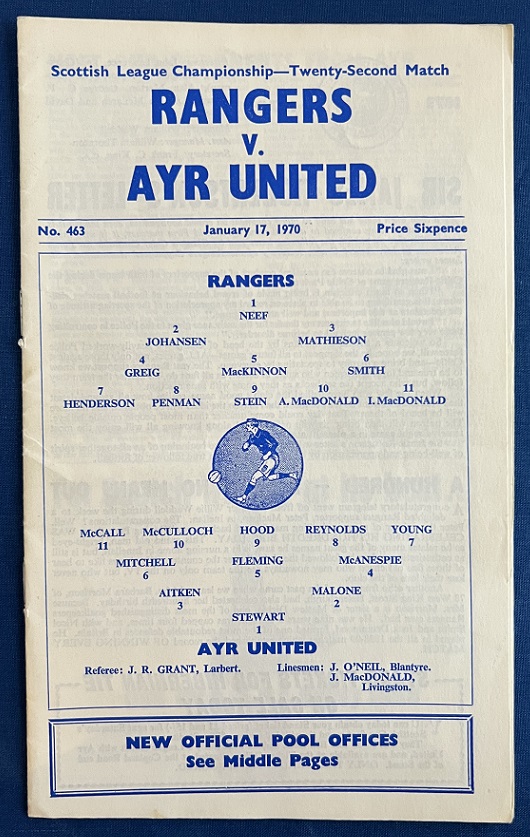 Scottish League Championship—Twenty-Second Match
RANGERS
V.
AYR UNITED
No. 463 January 17, 1970 Price Sixpence
RANGERS
1
NEEF
2 3
JOHANSEN MATHIESON
4 5 6
GREIG MacKINNON SMITH
7 8 9 10 11
HENDERSON PENMAN STEIN A. MacDONALD I. MacDONALD
McCALL McCULLOCH HOOD REYNOLDS YOUNG
11 10 9 8 7
MITCHELL FLEMING McANESPIE
6 5 4
AITKEN MALONE
3 2
STEWART
1
AYR UNITED
Referee: J. R. GRANT, Larbert. Linesmen: J. O'NEIL, Blantyre.
J. MacDONALD,
Livingston.
NEW OFFICIAL POOL OFFICES
See Middle Pages